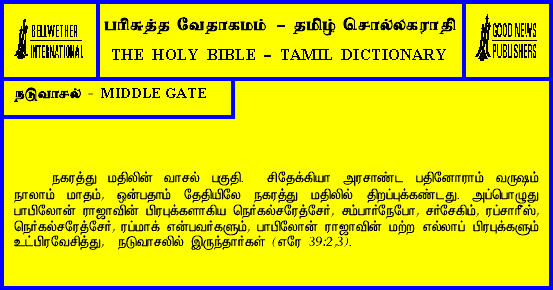 BELLWETHER
INTERNATIONAL
பரிசுத்த வேதாகமம் – தமிழ் சொல்லகராதி
THE HOLY BIBLE – TAMIL DICTIONARY
GOOD NEWS
PUBLISHERS
நடுவாசல் - MIDDLE GATE
நகரத்து மதிலின் வாசல் பகுதி. சிதேக்கியா அரசாண்ட பதினோராம் வருஷம்
நாலாம் மாதம், ஒன்பதாம் தேதியிலே நகரத்து மதிலில் திறப்புக்கண்டது. அப்பொழுது
பாபிலோன் ராஜாவின் பிரபுக்களாகிய நெர்கல்சரேத்சேர், சம்பார்நேபோ, சர்சேகிம், ரப்சாரீஸ்,
நெர்கல்சரேத்சேர், ரப்மாக் என்பவர்களும், பாபிலோன் ராஜாவின் மற்ற எல்லாப் பிரபுக்களும்
உட்பிரவேசித்து, நடுவாசலில் இருந்தார்கள் (எரே 39:2,3).